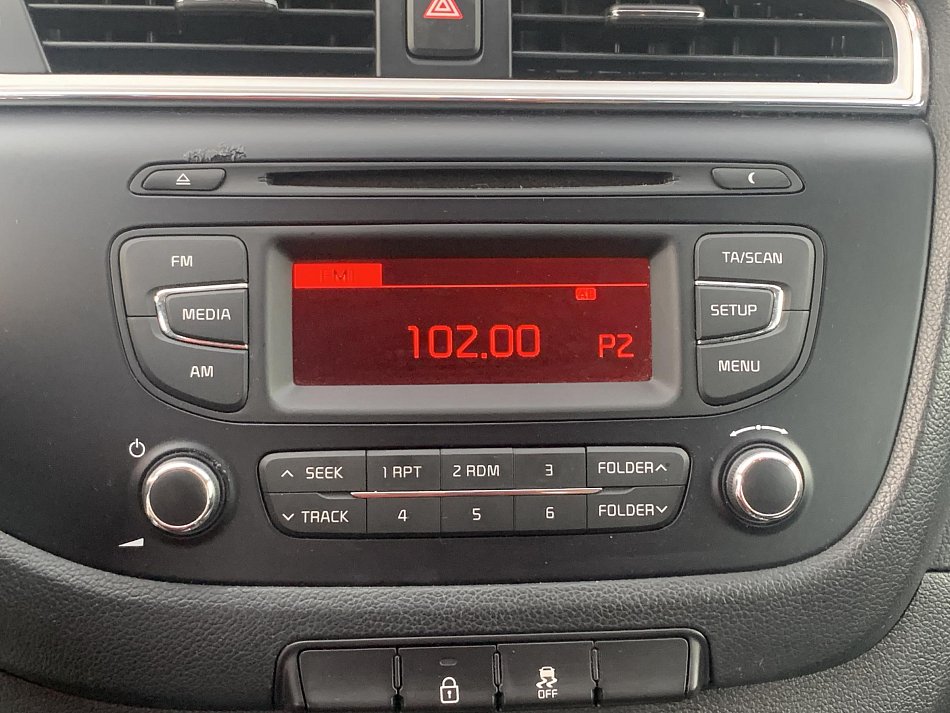 FM
MEDIA
AM
FM1
AF
102.00 P2
TA/SCAN
SETUP
MENU
SEEK
1 RPT
2 RDM
3
FOLDER
TRACK
4
5
6
FOLDER
OFF